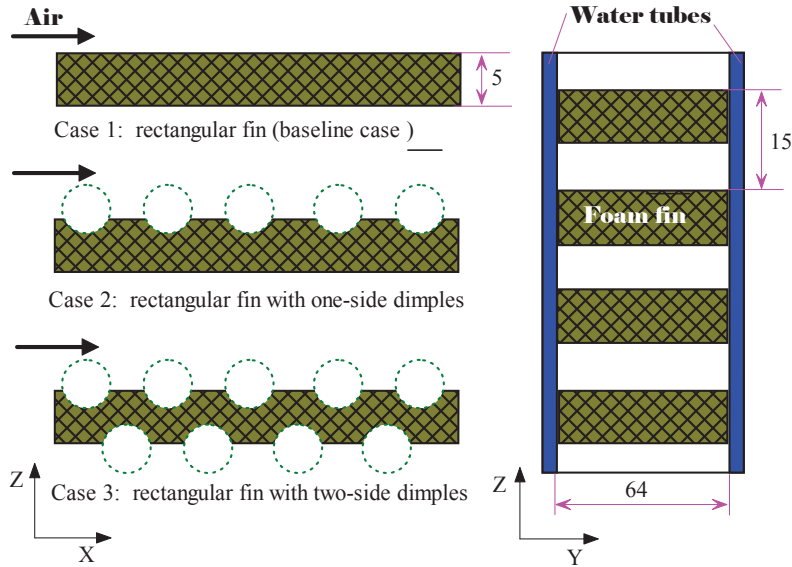 Air
5
Case 1: rectangular fin (baseline case )
Case 2: rectangular fin with one-side dimples
Case 3: rectangular fin with two-side dimples
Z
X
Water tubes
15
Foam fin
64
Z
Y